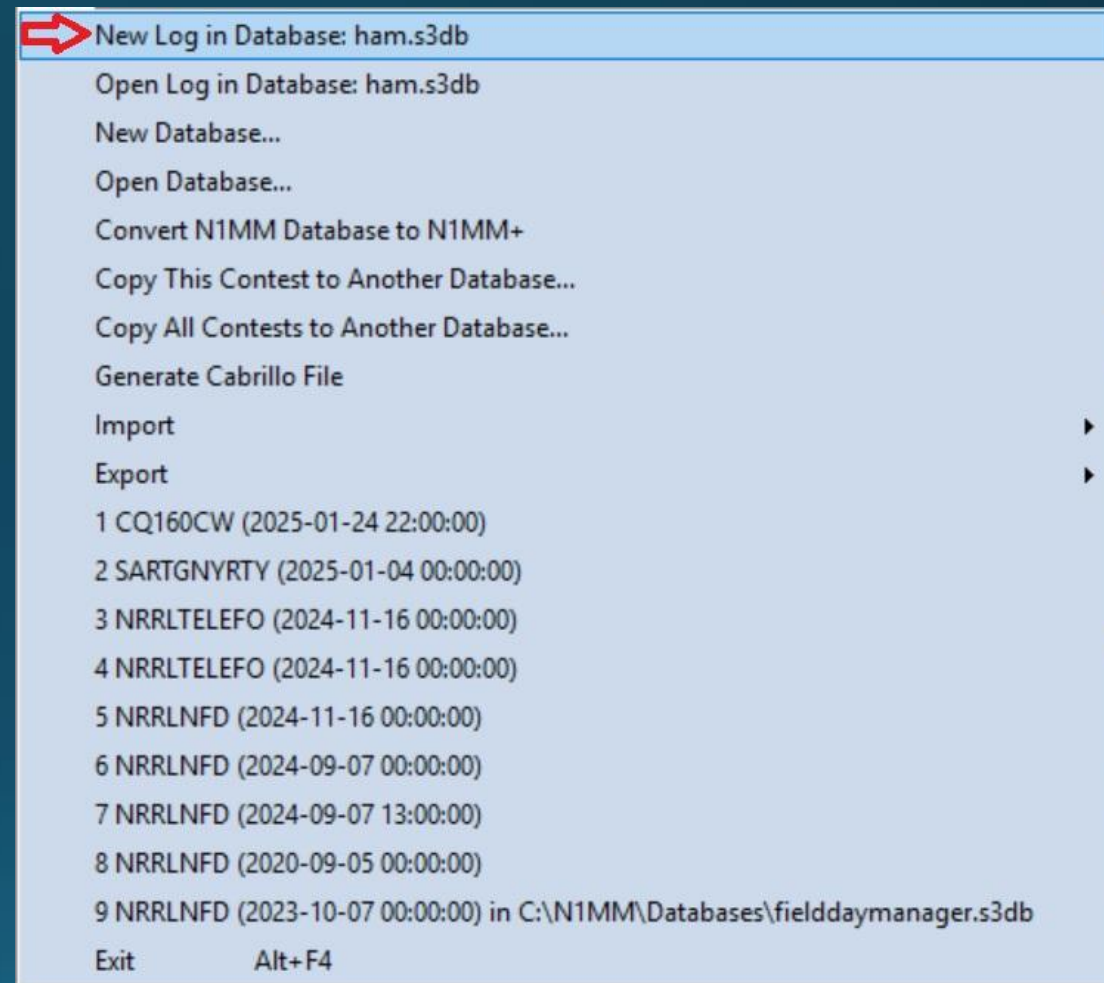 New Log in Database: ham.s3db
Open Log in Database: ham.s3db
New Database...
Open Database...
Convert N1MM Database to N1MM+
Copy This Contest to Another Database...
Copy All Contests to Another Database...
Generate Cabrillo File
Import
Export
1 CQ160CW (2025-01-24 22:00:00)
2 SARTGNYRTY (2025-01-04 00:00:00)
3 NRRLTELEFO (2024-11-16 00:00:00)
4 NRRLTELEFO (2024-11-16 00:00:00)
5 NRRLNFD (2024-11-16 00:00:00)
6 NRRLNFD (2024-09-07 00:00:00)
7 NRRLNFD (2024-09-07 13:00:00)
8 NRRLNFD (2020-09-05 00:00:00)
9 NRRLNFD (2023-10-07 00:00:00) in C:\N1MM\Databases\fielddaymanager.s3db
Exit Alt+F4